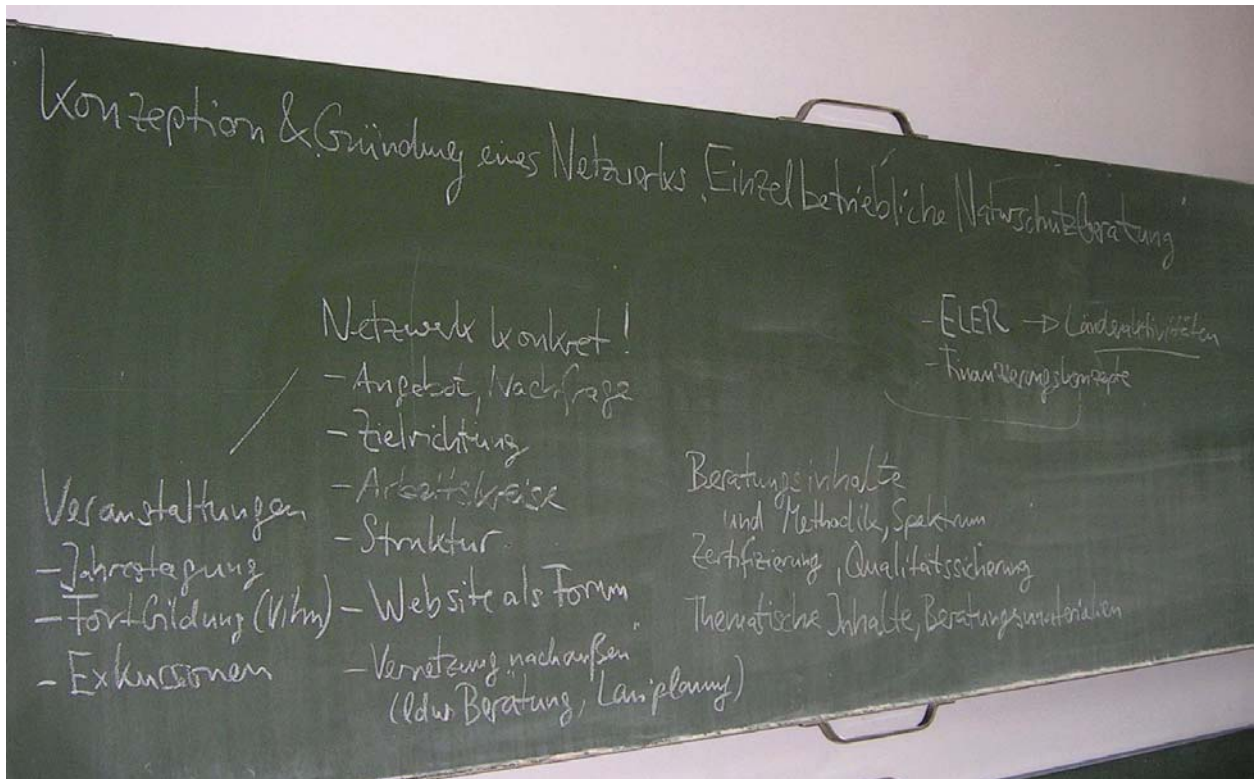 Konzeption & Gründung eines Netzwerks Einzelbetriebliche Naturschutzberatung
Netzwerk konkret!
- Angebot, Nachfrage
- Zielrichtung
- Arbeitskreise
- Struktur
- Website als Forum
- Vernetzung "nach außen"
(ldw Beratung, Lansplanung)
Veranstaltungen
- Jahrestagung
- Fortbildung (Vilm)
- Exkursionen
- ELER → Länderaktivitäten
- Finanzierungskonzepte
Beratungsinhalte
und Methodik, Spektrum
Zertifizierung, Qualitätssicherung
Thematische Inhalte, Beratungsmaterialien